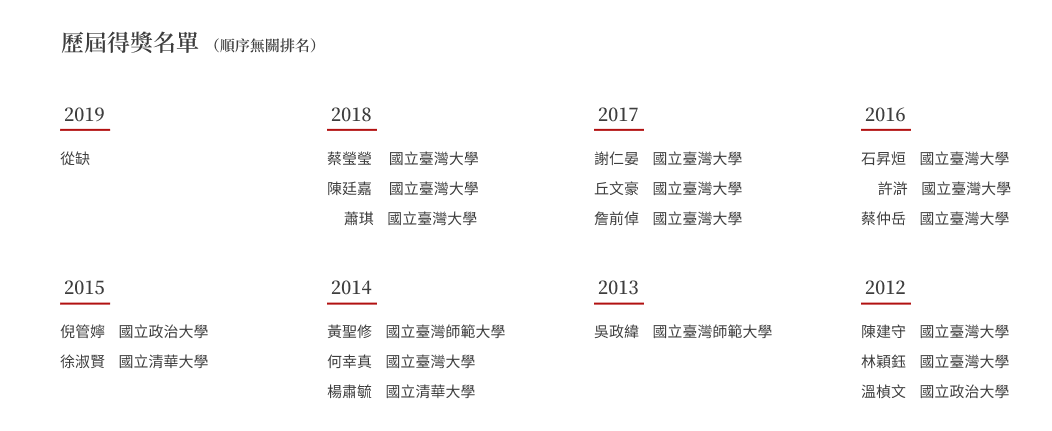 歷屆得獎名單 （順序無關排名）
2019
從缺
2018
蔡瑩瑩 國立臺灣大學
陳廷嘉 國立臺灣大學
蕭琪 國立臺灣大學
2017
謝仁晏 國立臺灣大學
丘文豪 國立臺灣大學
詹前倬 國立臺灣大學
2016
石昇烜 國立臺灣大學
許滸 國立臺灣大學
蔡仲岳 國立臺灣大學
2015
倪管嬣 國立政治大學
徐淑賢 國立清華大學
2014
黃聖修 國立臺灣師範大學
何幸真 國立臺灣大學
楊肅毓 國立清華大學
2013
吳政緯 國立臺灣師範大學
2012
陳建守 國立臺灣大學
林穎鈺 國立臺灣大學
溫楨文 國立政治大學